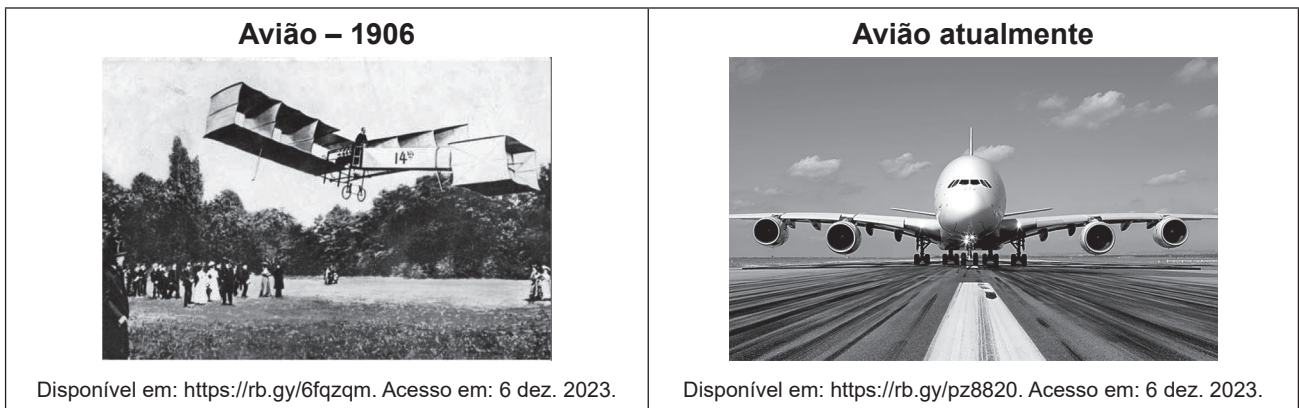 Avião – 1906
Avião atualmente
14
Disponível em: https://rb.gy/6fqzqm. Acesso em: 6 dez. 2023.
Disponível em: https://rb.gy/pz8820. Acesso em: 6 dez. 2023.